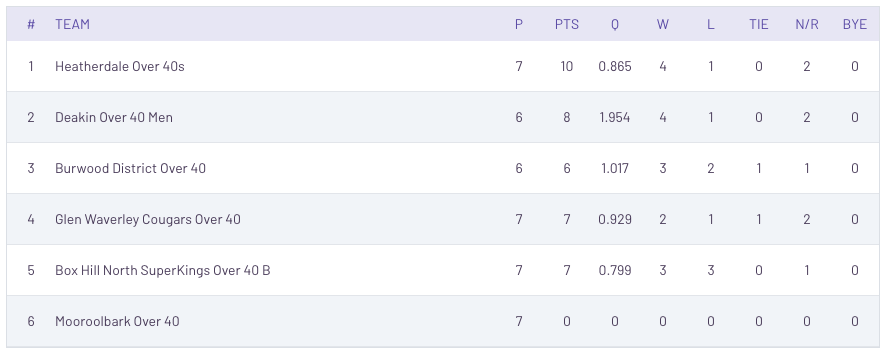 # TEAM P PTS Q W L TIE N/R BYE
1 Heatherdale Over 40s 7 10 0.865 4 1 0 2 0
2 Deakin Over 40 Men 6 8 1.954 4 1 0 2 0
3 Burwood District Over 40 6 6 1.017 3 2 1 1 0
4 Glen Waverley Cougars Over 40 7 7 0.929 2 1 1 2 0
5 Box Hill North SuperKings Over 40 B 7 7 0.799 3 3 0 1 0
6 Mooroolbark Over 40 7 0 0 0 0 0 0 0